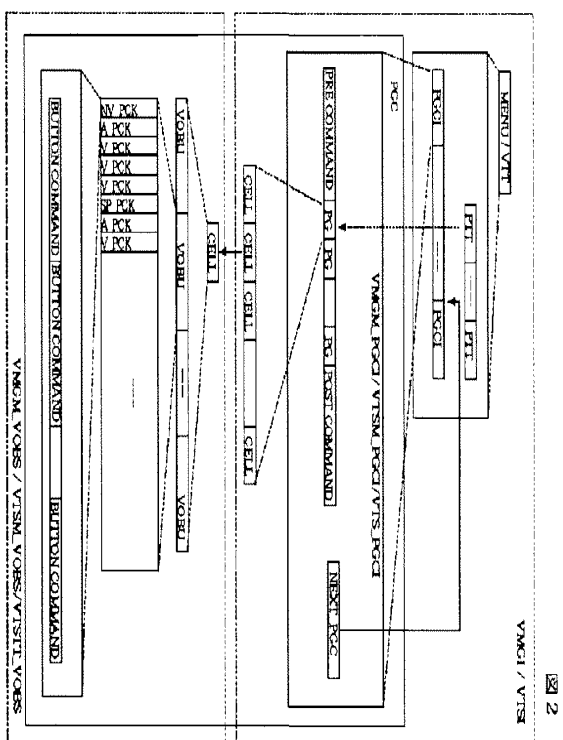 図 2
VMGI / VTSI
MENU / VTT
PTT PTT
PGCI PGCI
VMGM_PGCI / VTSM_PGCI / VTS_PGCI
PGC
PRE COMMAND PG PG PG POST COMMAND
NEXT_PGC
CELL CELL CELL CELL
CELL
VOBU VOBU VOBU
NV_PCK
A_PCK
V_PCK
V_PCK
V_PCK
SP_PCK
A_PCK
V_PCK
BUTTON COMMAND BUTTON COMMAND BUTTON COMMAND
VMGM_VOBS / VTSM_VOBS/VTSTT_VOBS